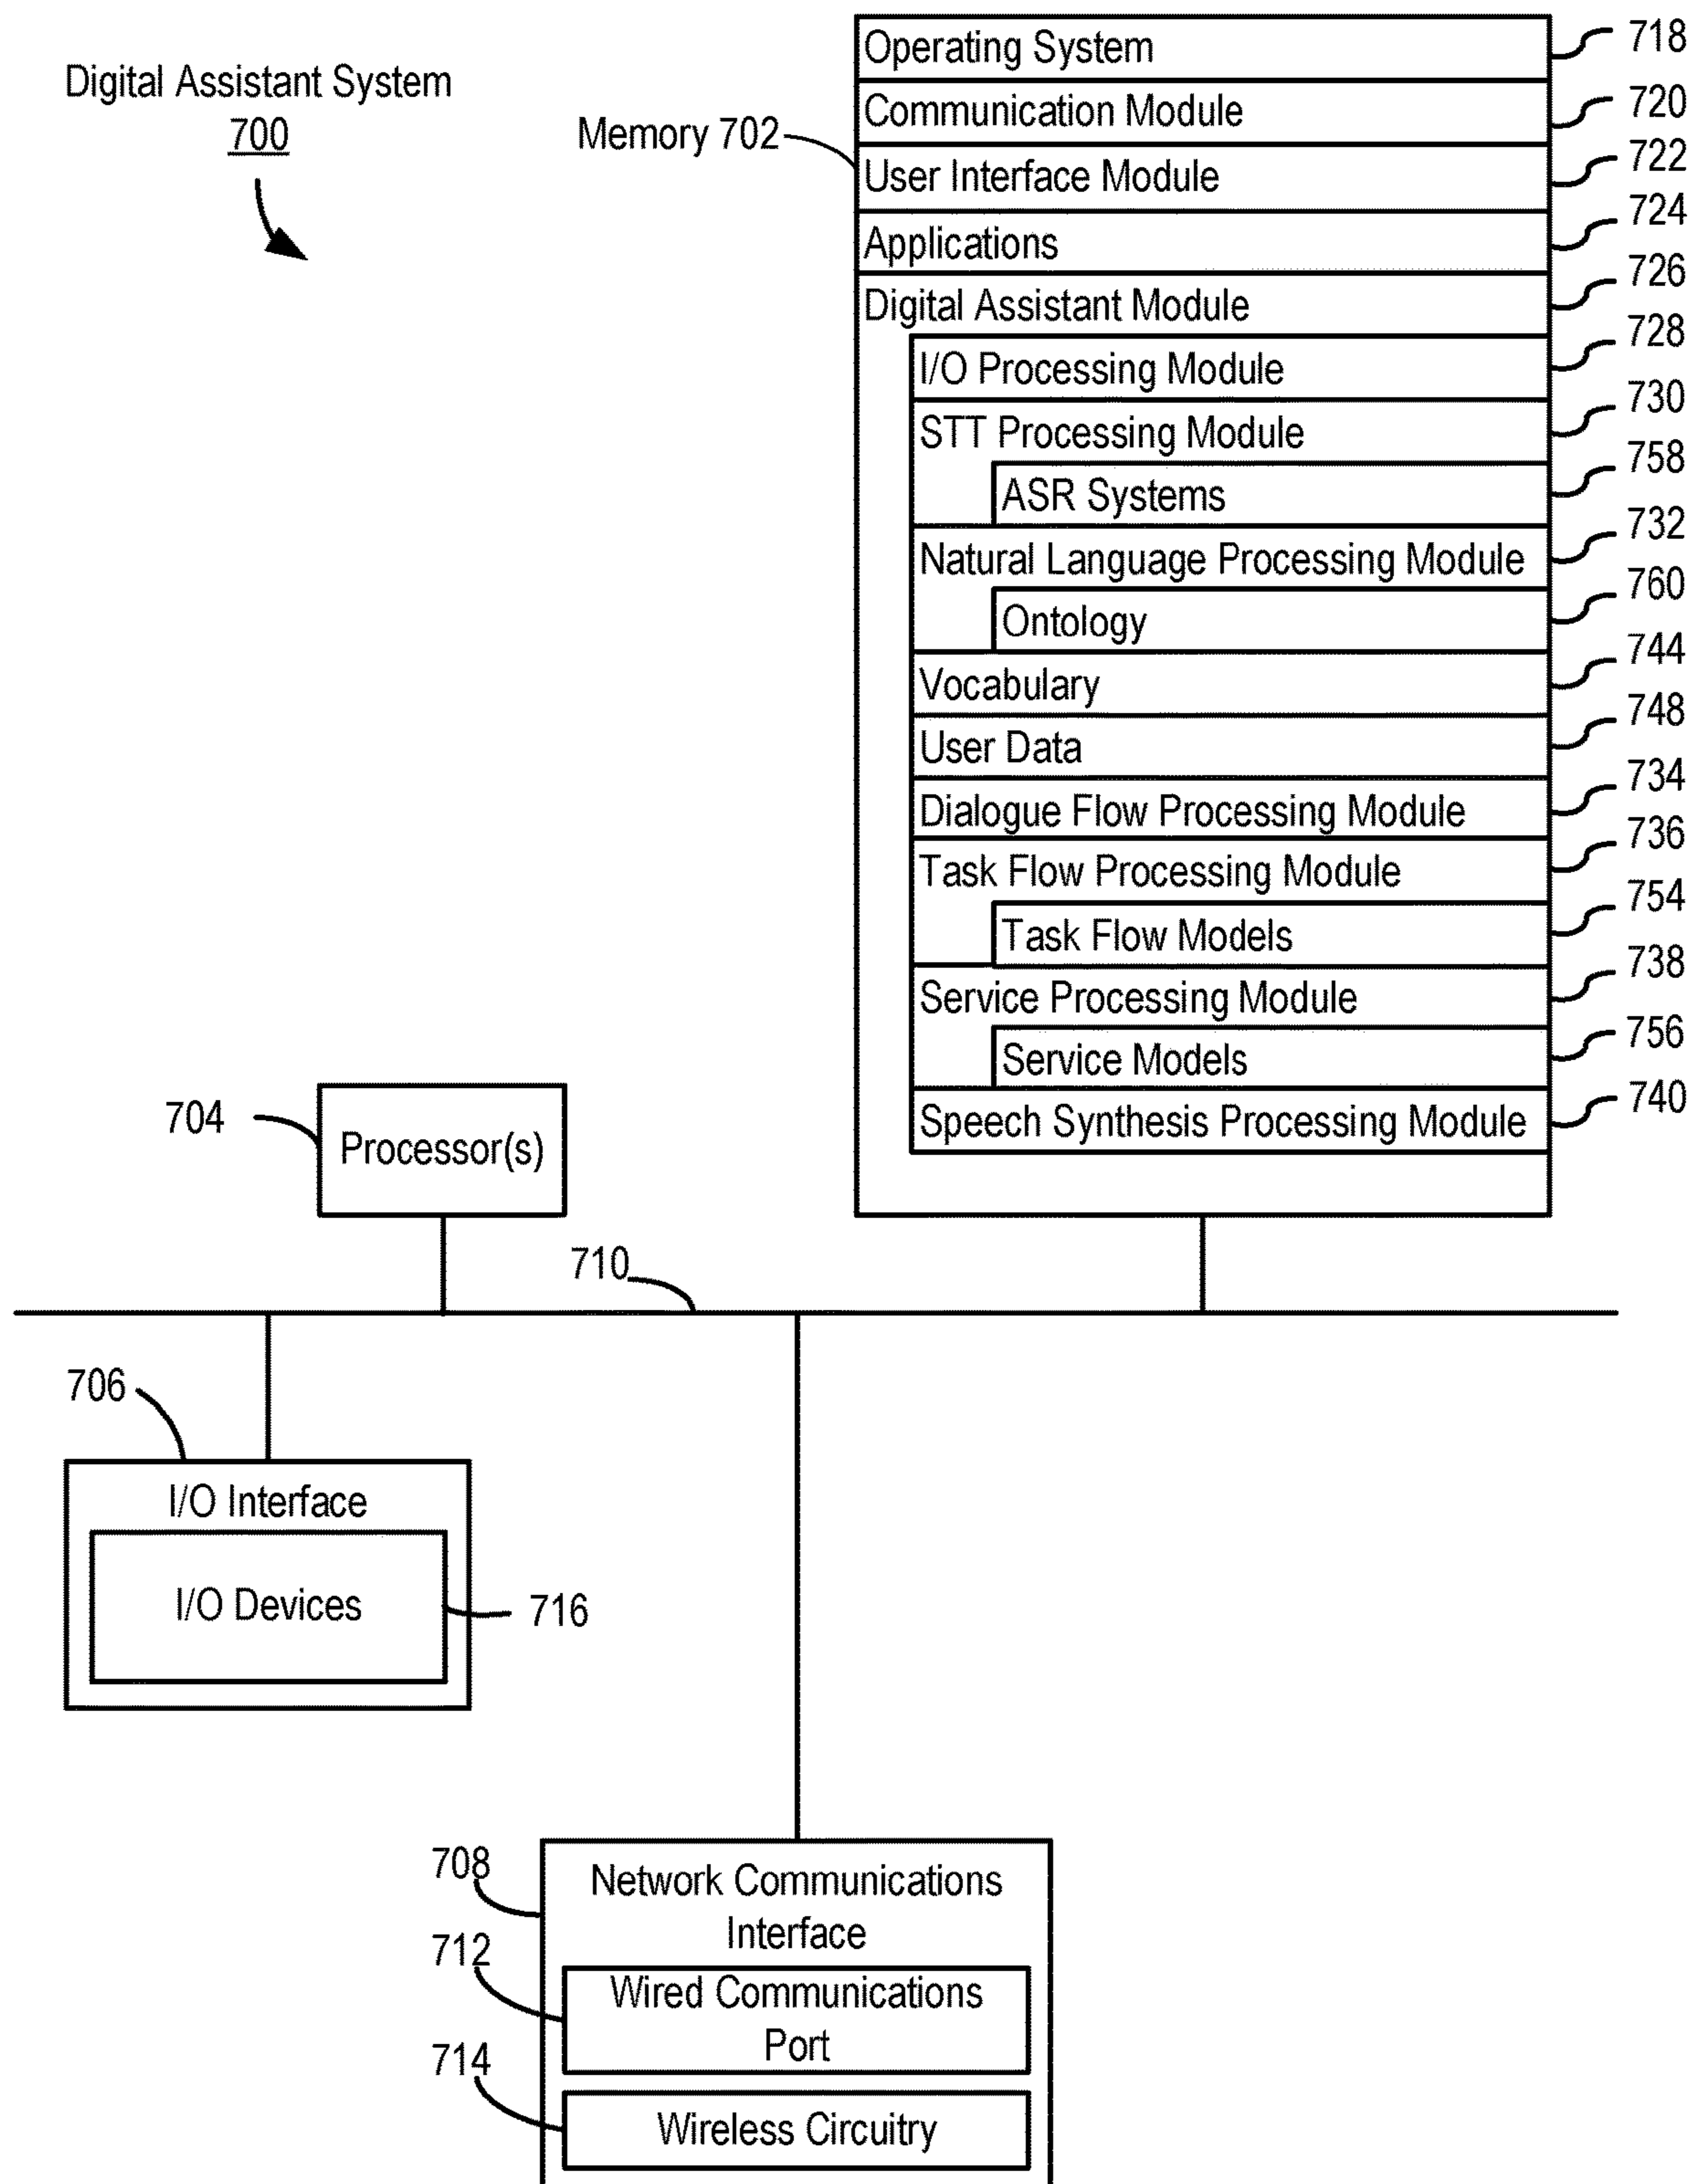 Digital Assistant System
700
Memory 702
Operating System
718
Communication Module
720
User Interface Module
722
Applications
724
Digital Assistant Module
726
I/O Processing Module
728
STT Processing Module
730
ASR Systems
758
Natural Language Processing Module
732
Ontology
760
Vocabulary
744
User Data
748
Dialogue Flow Processing Module
734
Task Flow Processing Module
736
Task Flow Models
754
Service Processing Module
738
Service Models
756
Speech Synthesis Processing Module
740
704
Processor(s)
710
706
I/O Interface
I/O Devices
716
708
Network Communications
Interface
712
Wired Communications
Port
714
Wireless Circuitry